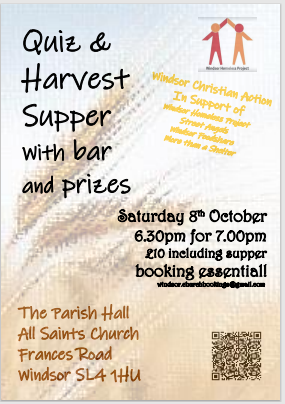 Quiz &
Harvest
Supper
with bar
and prizes
Windsor Homeless Project
Windsor Christian Action
In Support of
Windsor Homeless Project
Street Angels
Windsor Foodshare
More than a Shelter
Saturday 8th October
6.30pm for 7.00pm
£10 including supper
booking essential!
windsor.churchbookings@gmail.com
The Parish Hall
All Saints Church
Frances Road
Windsor SL4 1HU